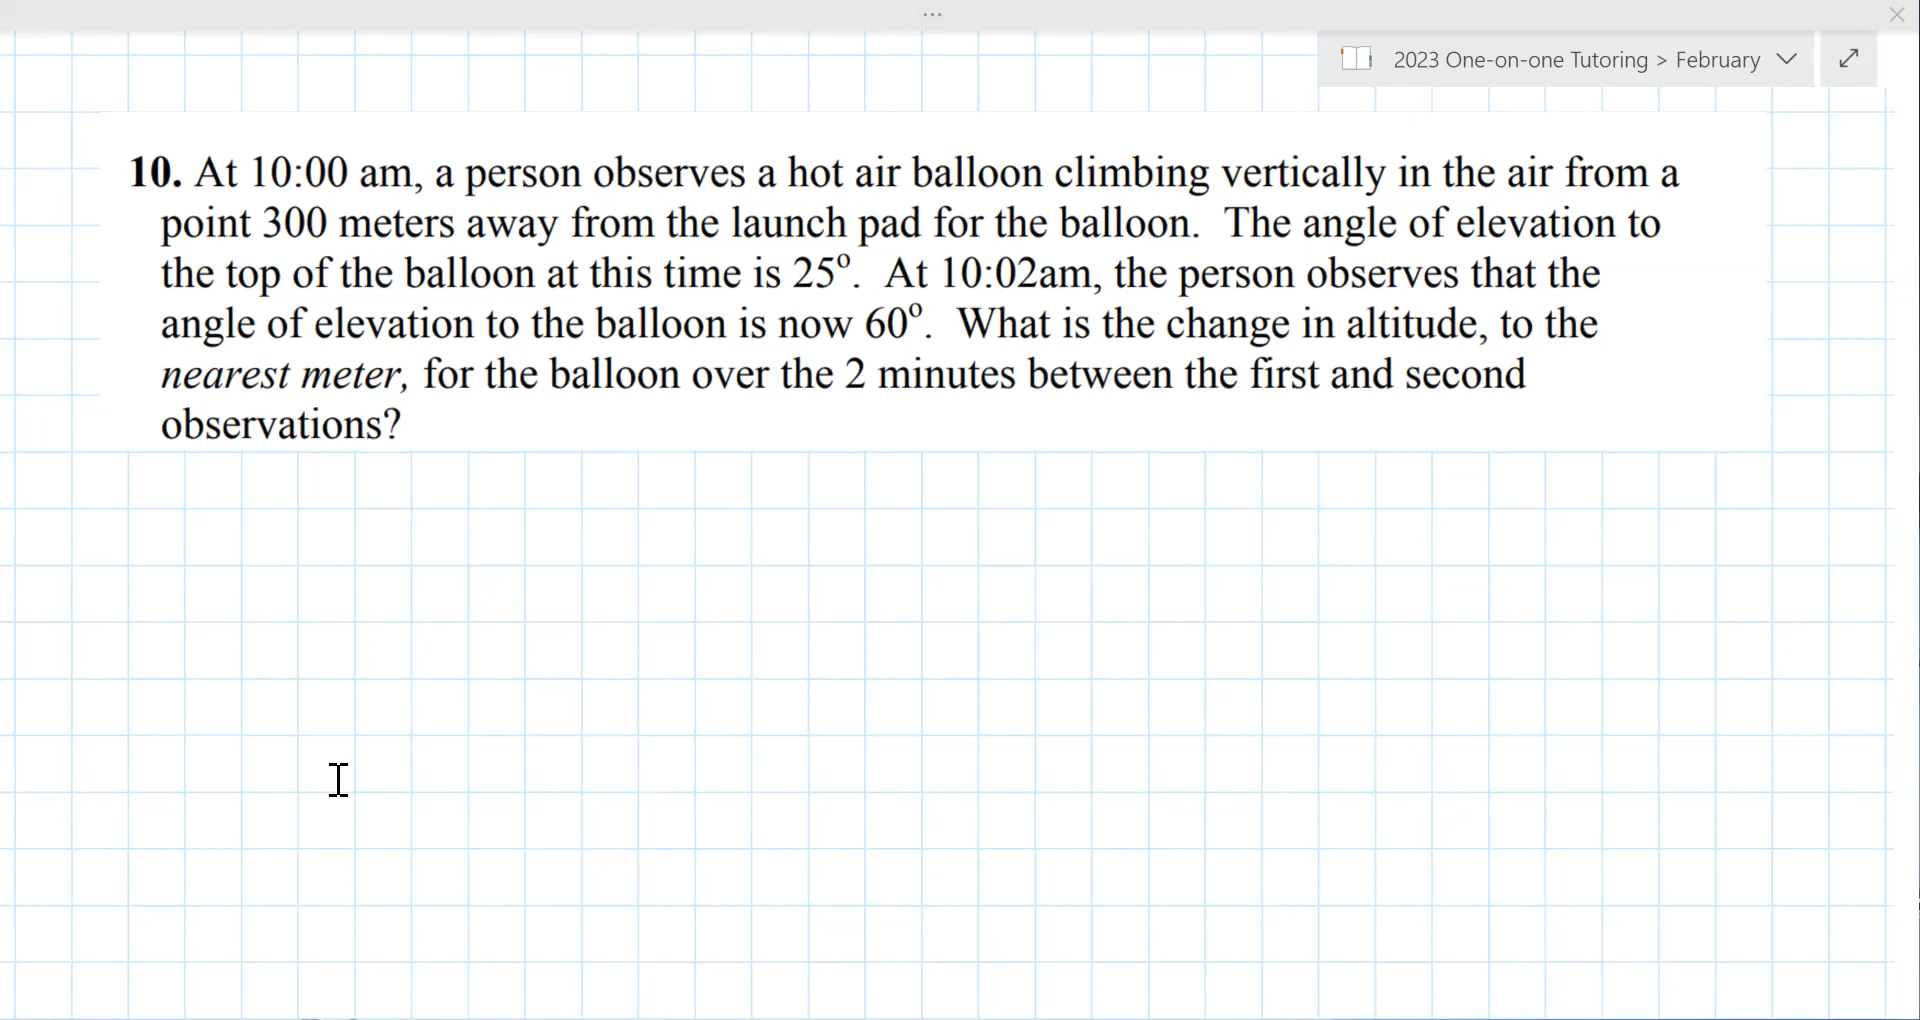 ...
2023 One-on-one Tutoring > February
10. At 10:00 am, a person observes a hot air balloon climbing vertically in the air from a
point 300 meters away from the launch pad for the balloon.  The angle of elevation to
the top of the balloon at this time is 25º.  At 10:02am, the person observes that the
angle of elevation to the balloon is now 60º.  What is the change in altitude, to the
nearest meter, for the balloon over the 2 minutes between the first and second
observations?